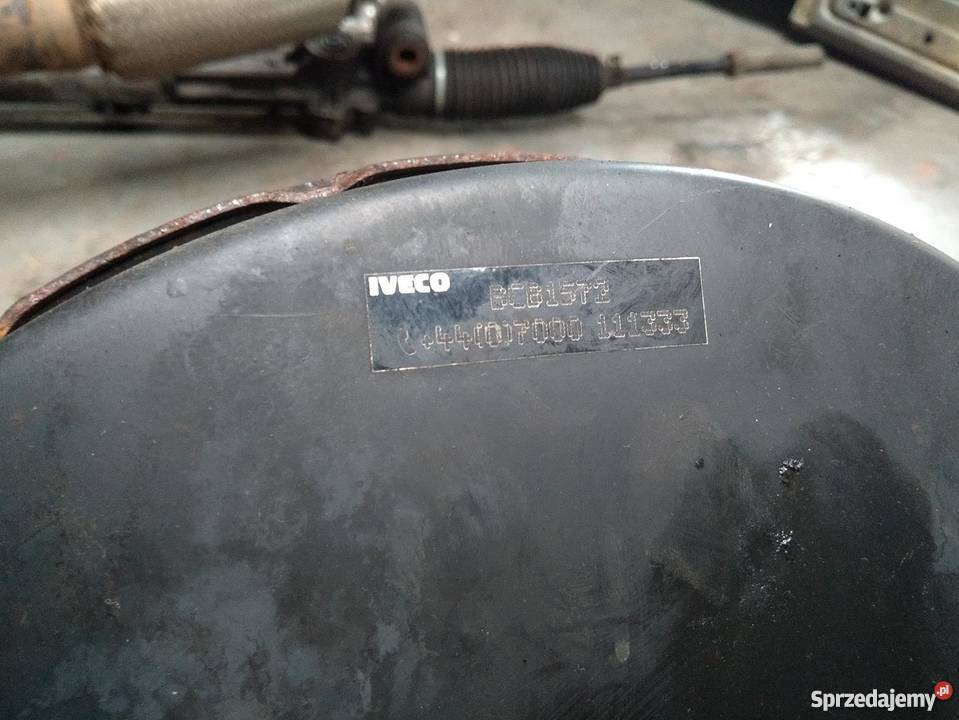 IVECO BCB1572
+44(0)7000 111333
Sprzedajemy.pl